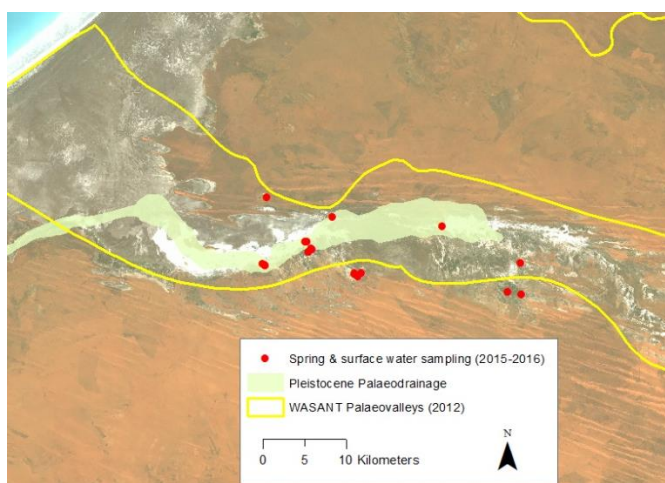 Spring & surface water sampling (2015-2016)
Pleistocene Palaeodrainage
WASANT Palaeovalleys (2012)
0 5 10 Kilometers
N